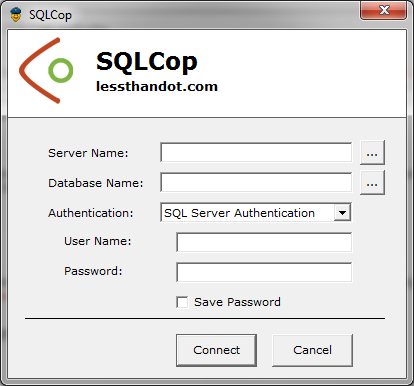 SQLCop
SQLCop
lessthandot.com
Server Name:
...
Database Name:
...
Authentication: SQL Server Authentication
User Name:
Password:
Save Password
Connect Cancel